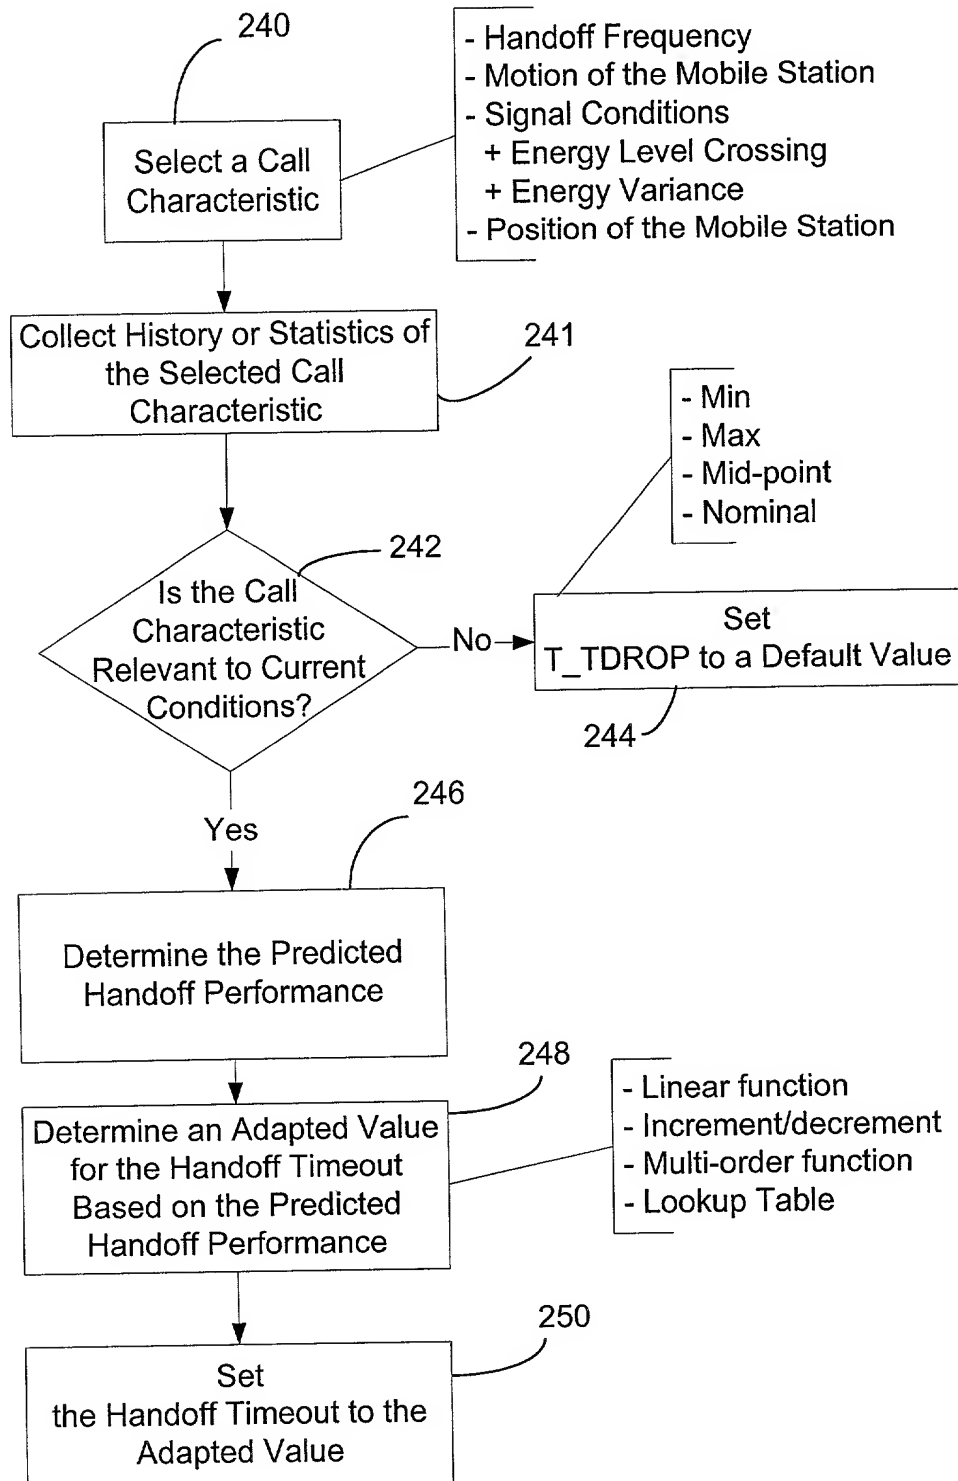 240
- Handoff Frequency
- Motion of the Mobile Station
- Signal Conditions
+ Energy Level Crossing
+ Energy Variance
- Position of the Mobile Station
Select a Call
Characteristic
Collect History or Statistics of
the Selected Call
Characteristic
241
- Min
- Max
- Mid-point
- Nominal
242
Is the Call
Characteristic
Relevant to Current
Conditions?
No
Set
T_TDROP to a Default Value
244
Yes
246
Determine the Predicted
Handoff Performance
248
Determine an Adapted Value
for the Handoff Timeout
Based on the Predicted
Handoff Performance
- Linear function
- Increment/decrement
- Multi-order function
- Lookup Table
250
Set
the Handoff Timeout to the
Adapted Value